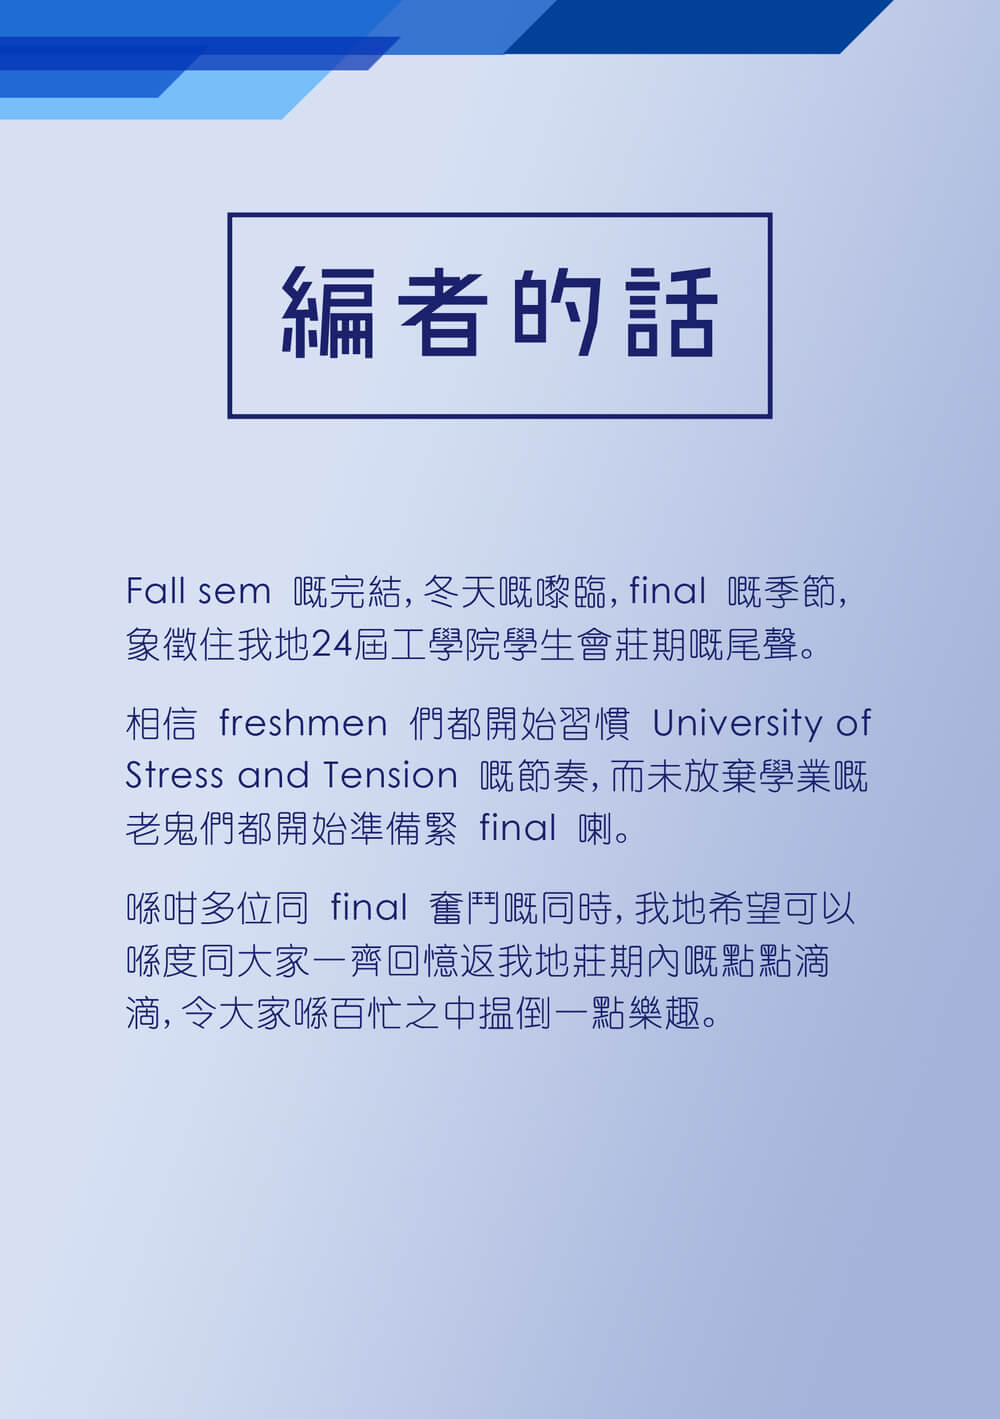 編者的話
Fall sem 嘅完結, 冬天嘅嚟臨, final 嘅季節,
象徵住我地24屆工學院學生會莊期嘅尾聲。
相信 freshmen 們都開始習慣 University of
Stress and Tension 嘅節奏, 而未放棄學業嘅
老鬼們都開始準備緊 final 喇。
喺咁多位同 final 奮鬥嘅同時, 我地希望可以
喺度同大家一齊回憶返我地莊期內嘅點點滴
滴, 令大家喺百忙之中搵倒一點樂趣。